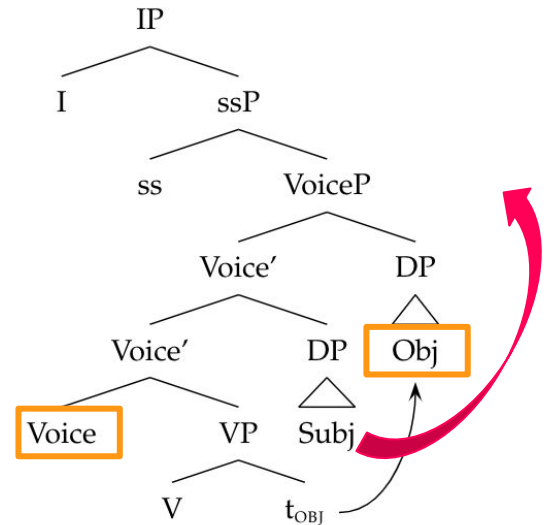 IP
I ssP
ss VoiceP
Voice′ DP
Voice′ DP Obj
Voice VP Subj
V tOBJ